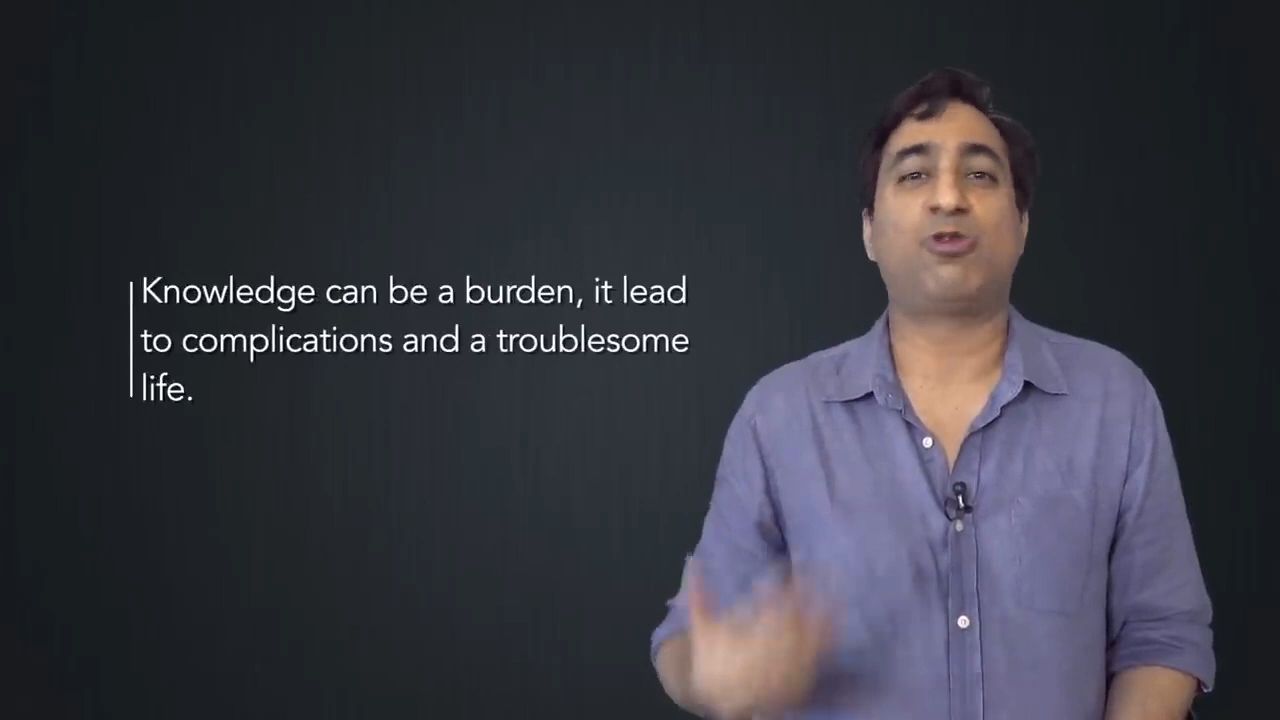 Knowledge can be a burden, it lead
to complications and a troublesome
life.